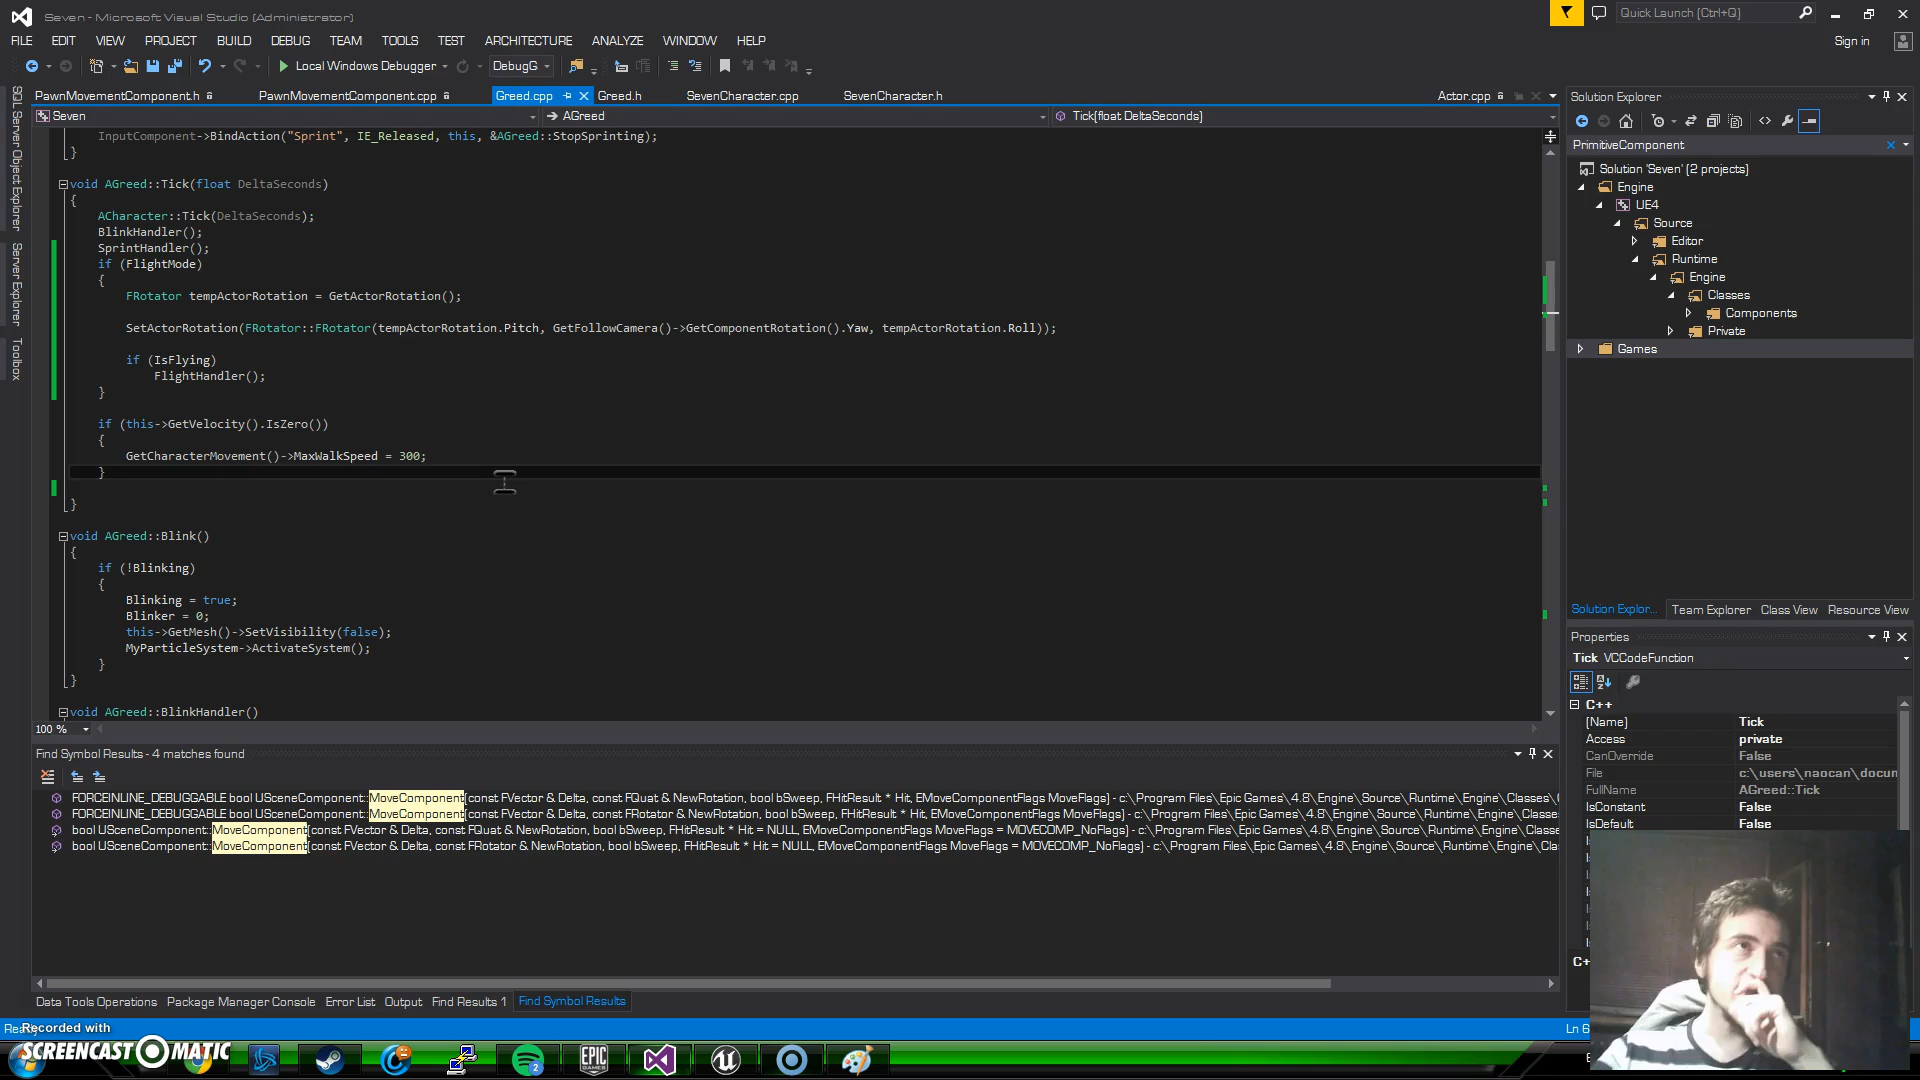 Seven - Microsoft Visual Studio (Administrator)
Quick Launch (Ctrl+Q)
FILE EDIT VIEW PROJECT BUILD DEBUG TEAM TOOLS TEST ARCHITECTURE ANALYZE WINDOW HELP
Sign in
Local Windows Debugger DebugG
PawnMovementComponent.h PawnMovementComponent.cpp Greed.cpp Greed.h SevenCharacter.cpp SevenCharacter.h Actor.cpp
Seven AGreed Tick(float DeltaSeconds)
SQL Server Object Explorer
Server Explorer
Toolbox
InputComponent->BindAction("Sprint", IE_Released, this, &AGreed::StopSprinting);
}
void AGreed::Tick(float DeltaSeconds)
{
ACharacter::Tick(DeltaSeconds);
BlinkHandler();
SprintHandler();
if (FlightMode)
{
FRotator tempActorRotation = GetActorRotation();
SetActorRotation(FRotator::FRotator(tempActorRotation.Pitch, GetFollowCamera()->GetComponentRotation().Yaw, tempActorRotation.Roll));
if (IsFlying)
FlightHandler();
}
if (this->GetVelocity().IsZero())
{
GetCharacterMovement()->MaxWalkSpeed = 300;
}
}
void AGreed::Blink()
{
if (!Blinking)
{
Blinking = true;
Blinker = 0;
this->GetMesh()->SetVisibility(false);
MyParticleSystem->ActivateSystem();
}
}
void AGreed::BlinkHandler()
100 %
Find Symbol Results - 4 matches found
FORCEINLINE_DEBUGGABLE bool USceneComponent::MoveComponent(const FVector & Delta, const FQuat & NewRotation, bool bSweep, FHitResult * Hit, EMoveComponentFlags MoveFlags) - c:\Program Files\Epic Games\4.8\Engine\Source\Runtime\Engine\Classes\
FORCEINLINE_DEBUGGABLE bool USceneComponent::MoveComponent(const FVector & Delta, const FRotator & NewRotation, bool bSweep, FHitResult * Hit, EMoveComponentFlags MoveFlags) - c:\Program Files\Epic Games\4.8\Engine\Source\Runtime\Engine\Classe
bool USceneComponent::MoveComponent(const FVector & Delta, const FQuat & NewRotation, bool bSweep, FHitResult * Hit = NULL, EMoveComponentFlags MoveFlags = MOVECOMP_NoFlags) - c:\Program Files\Epic Games\4.8\Engine\Source\Runtime\Engine\Classe
bool USceneComponent::MoveComponent(const FVector & Delta, const FRotator & NewRotation, bool bSweep, FHitResult * Hit = NULL, EMoveComponentFlags MoveFlags = MOVECOMP_NoFlags) - c:\Program Files\Epic Games\4.8\Engine\Source\Runtime\Engine\Cla
Data Tools Operations Package Manager Console Error List Output Find Results 1 Find Symbol Results
Solution Explorer
PrimitiveComponent
Solution 'Seven' (2 projects)
Engine
UE4
Source
Editor
Runtime
Engine
Classes
Components
Private
Games
Solution Explor... Team Explorer Class View Resource View
Properties
Tick VCCodeFunction
C++
(Name) Tick
Access private
CanOverride False
File c:\users\naocan\docun
FullName AGreed::Tick
IsConstant False
IsDefault False
C+
Ln 6
Recorded with
SCREENCAST MATIC
2
EPIC
GAMES